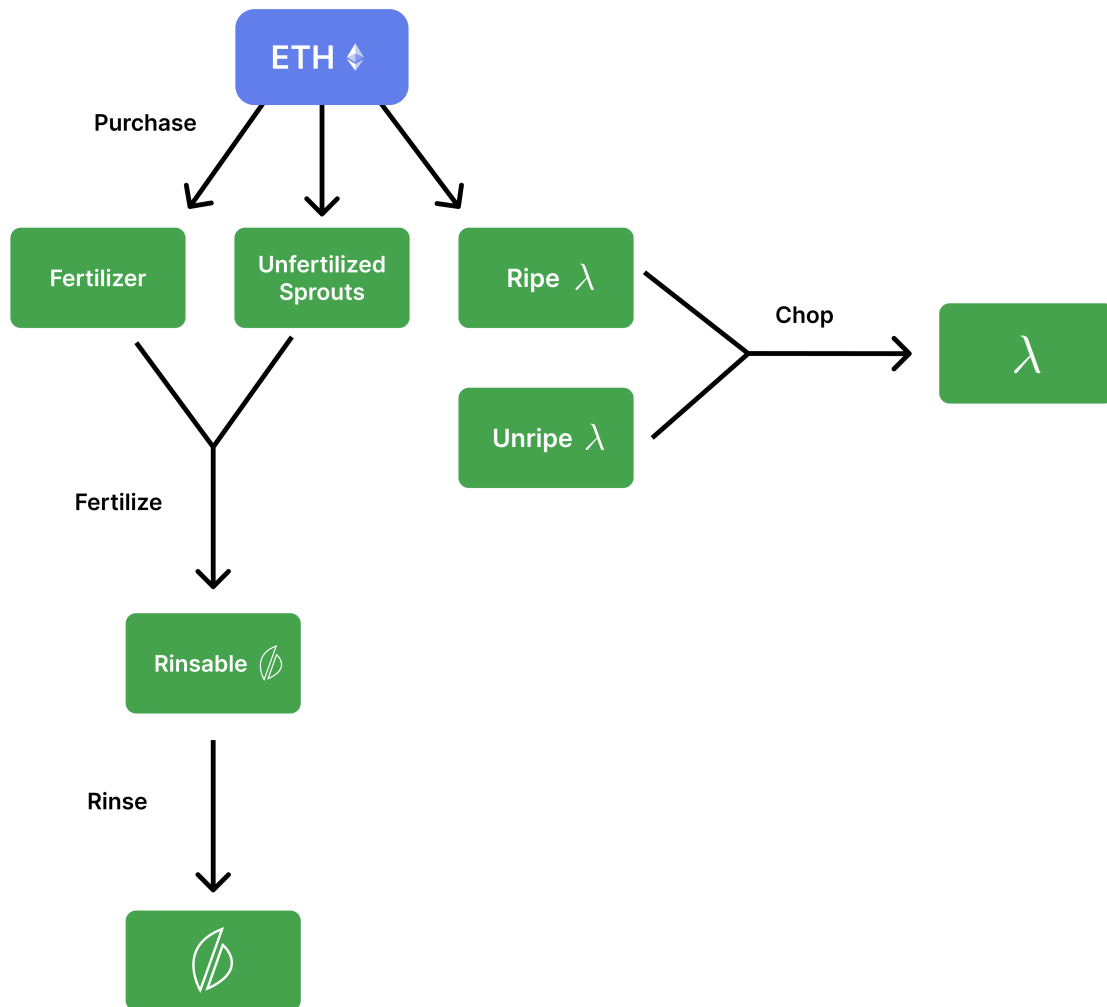 ETH
Purchase
Fertilizer
Unfertilized
Sprouts
Ripe λ
Chop
λ
Unripe λ
Fertilize
Rinsable
Rinse